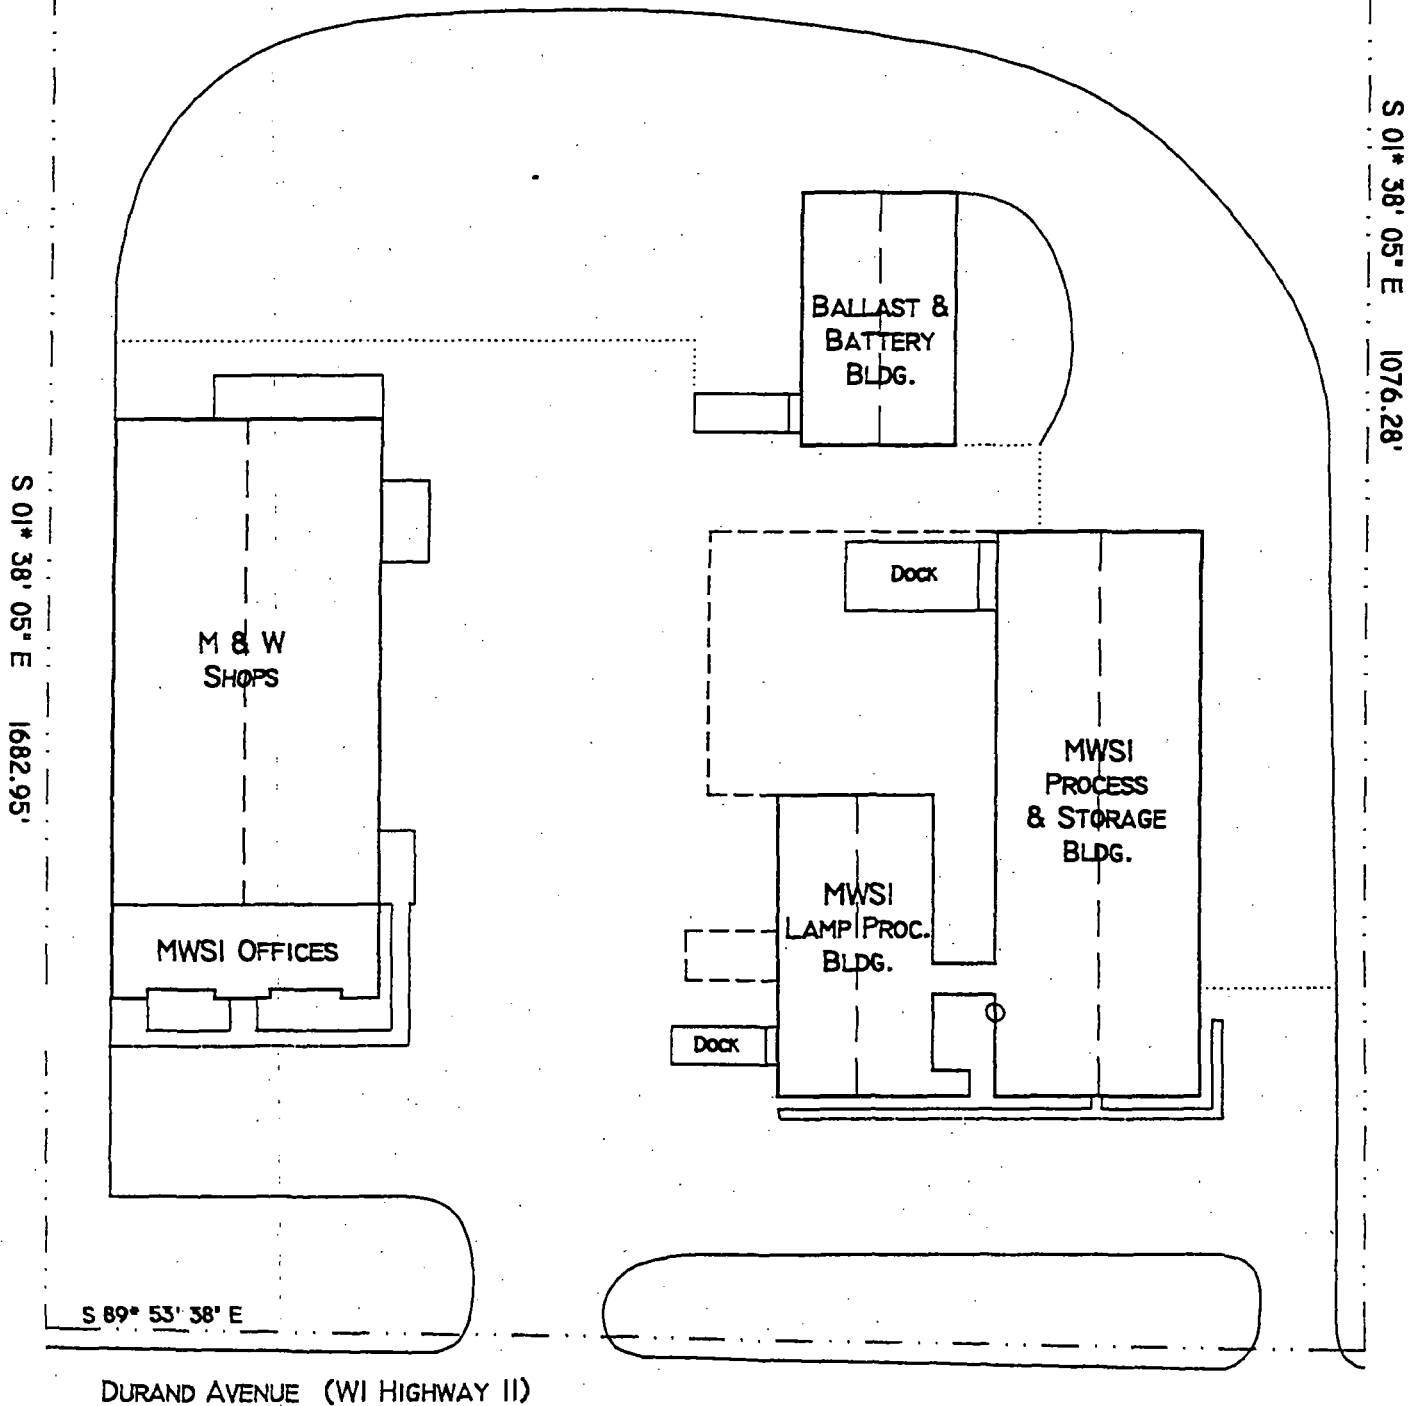 S 01° 38' 05" E 1076.28'
BALLAST &
BATTERY
BLDG.
S 01° 38' 05" E 1682.95'
DOCK
M & W
SHOPS
MWSI
PROCESS
& STORAGE
BLDG.
MWSI
LAMP PROC.
BLDG.
MWSI OFFICES
DOCK
S 89° 53' 38" E
DURAND AVENUE (WI HIGHWAY 11)